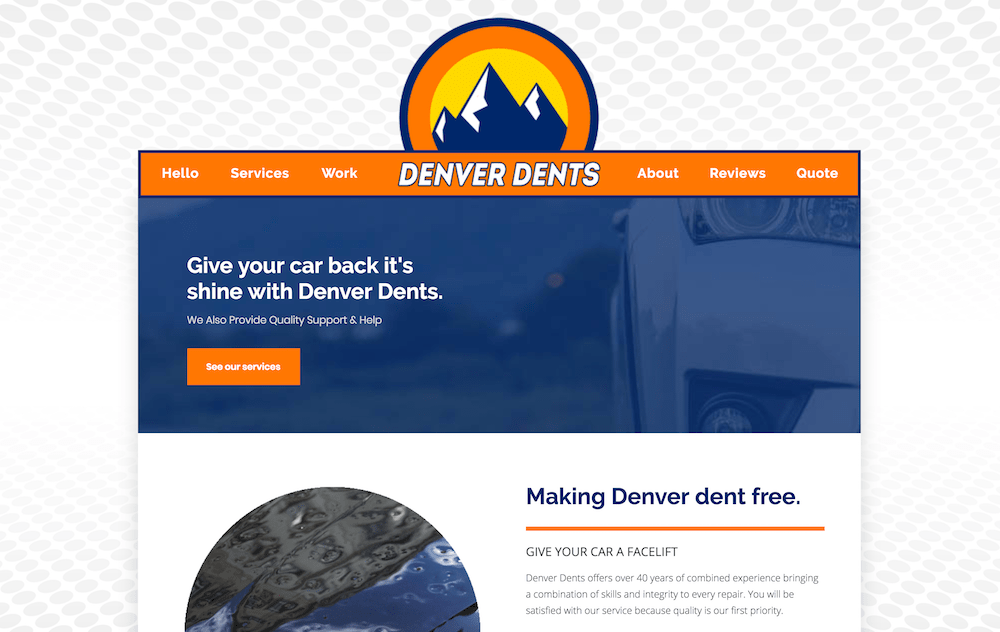 Hello Services Work DENVER DENTS About Reviews Quote
Give your car back it's
shine with Denver Dents.
We Also Provide Quality Support & Help
See our services
Making Denver dent free.
GIVE YOUR CAR A FACELIFT
Denver Dents offers over 40 years of combined experience bringing
a combination of skills and integrity to every repair. You will be
satisfied with our service because quality is our first priority.